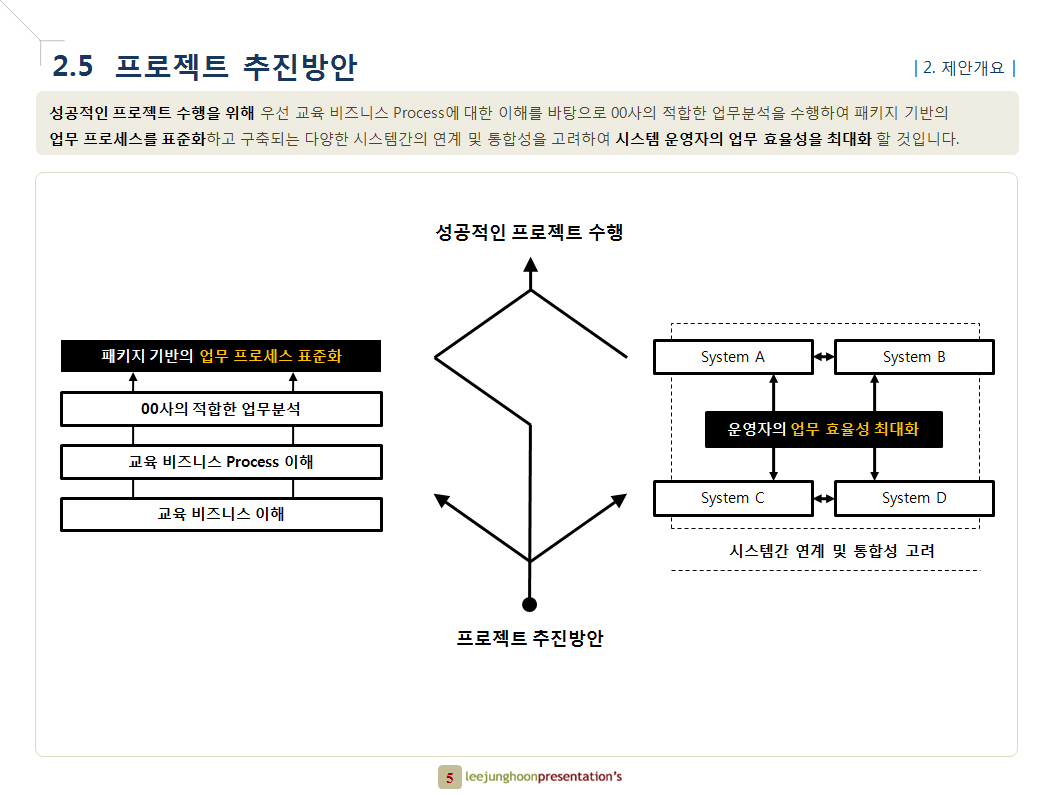 2.5 프로젝트 추진방안
| 2. 제안개요 |
성공적인 프로젝트 수행을 위해 우선 교육 비즈니스 Process에 대한 이해를 바탕으로 00사의 적합한 업무분석을 수행하여 패키지 기반의
업무 프로세스를 표준화하고 구축되는 다양한 시스템간의 연계 및 통합성을 고려하여 시스템 운영자의 업무 효율성을 최대화 할 것입니다.
성공적인 프로젝트 수행
패키지 기반의 업무 프로세스 표준화
00사의 적합한 업무분석
교육 비즈니스 Process 이해
교육 비즈니스 이해
System A
System B
운영자의 업무 효율성 최대화
System C
System D
시스템간 연계 및 통합성 고려
프로젝트 추진방안
5 leejunghoonpresentation's